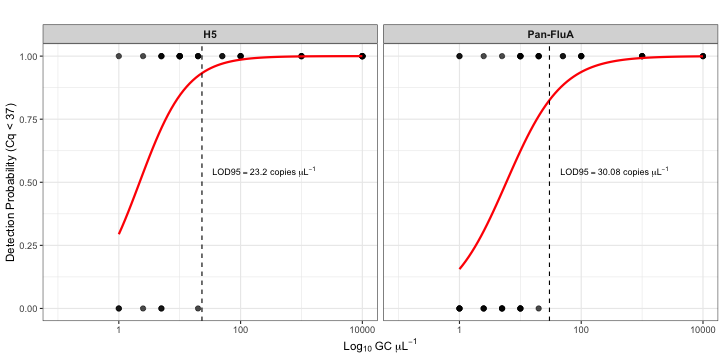 H5
Pan-FluA
Detection Probability (Cq < 37)
1.00
0.75
0.50
0.25
0.00
LOD95 = 23.2 copies μL⁻¹
LOD95 = 30.08 copies μL⁻¹
1
100
10000
1
100
10000
Log₁₀ GC μL⁻¹